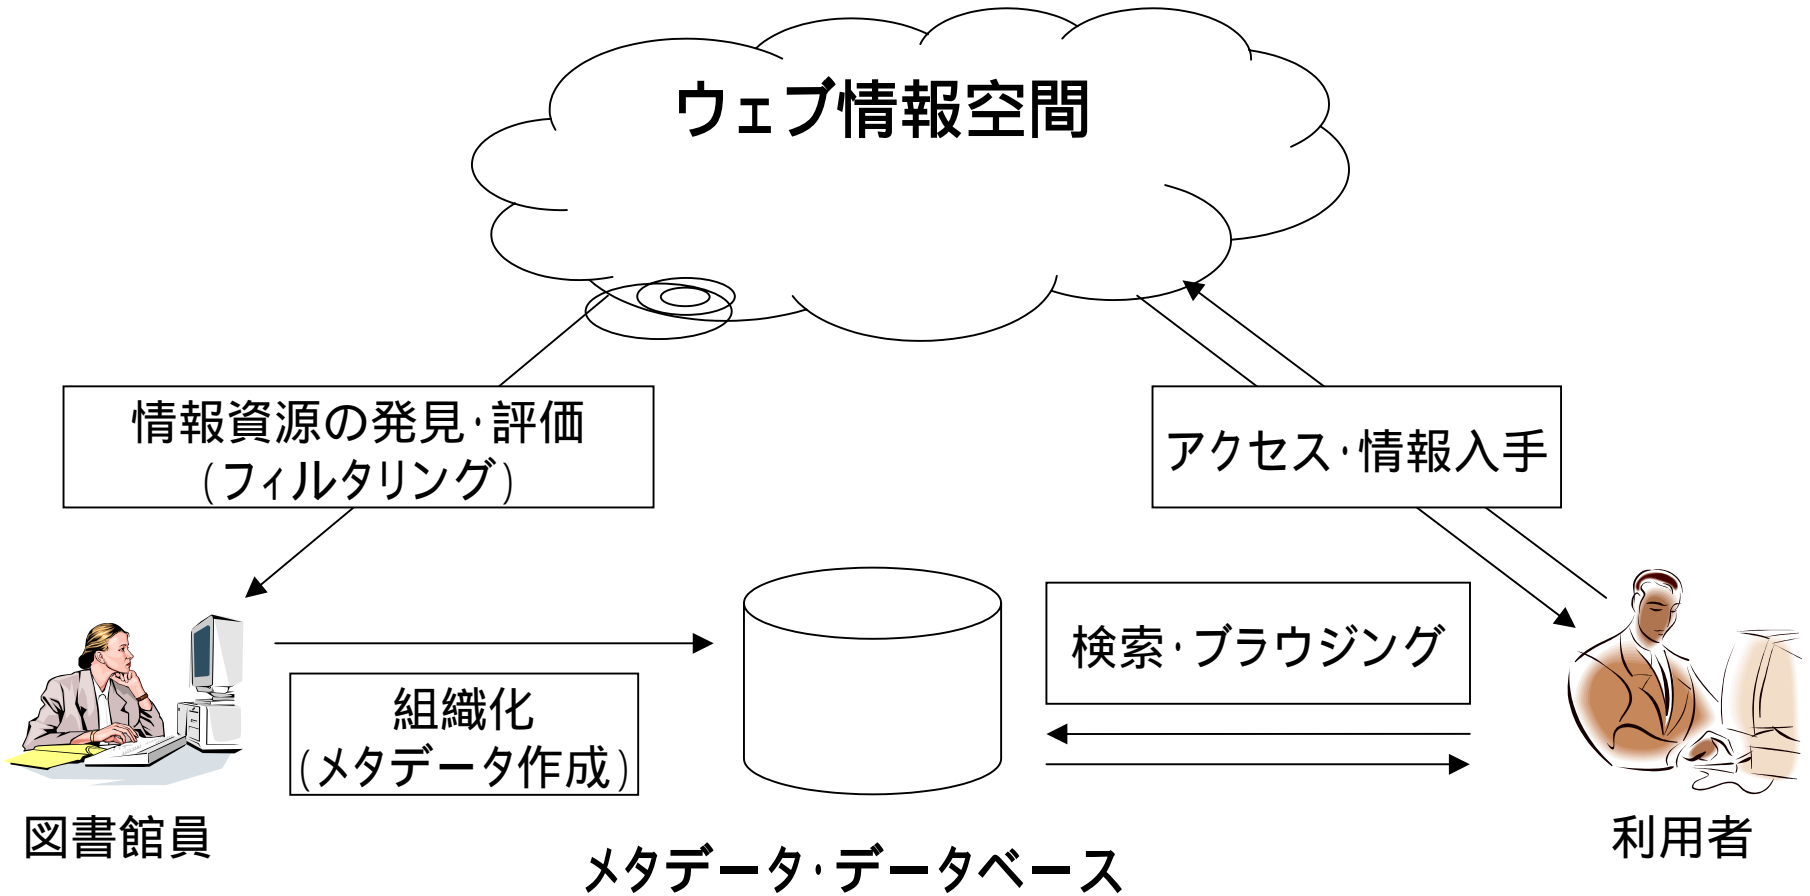 ウェブ情報空間
情報資源の発見・評価
(フィルタリング)
アクセス・情報入手
検索・ブラウジング
組織化
(メタデータ作成)
図書館員
利用者
メタデータ・データベース